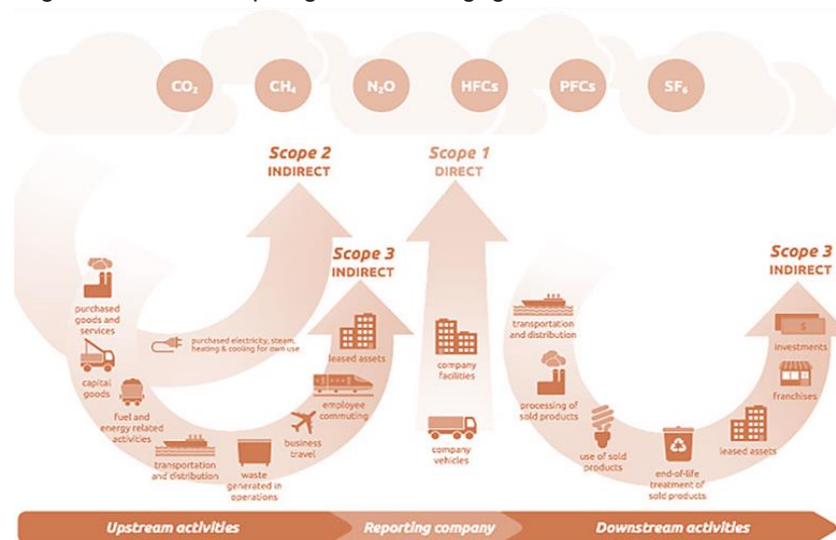 CO₂
CH₄
N₂O
HFCs
PFCs
SF₆
Scope 2
INDIRECT
Scope 1
DIRECT
Scope 3
INDIRECT
Scope 3
INDIRECT
purchased
goods and
services
capital
goods
fuel and
energy related
activities
transportation
and distribution
waste
generated in
operations
business
travel
employee
commuting
leased assets
purchased electricity, steam,
heating & cooling for own use
company
facilities
company
vehicles
transportation
and distribution
processing of
sold products
use of sold
products
end-of-life
treatment of
sold products
leased assets
franchises
$
investments
Upstream activities
Reporting company
Downstream activities